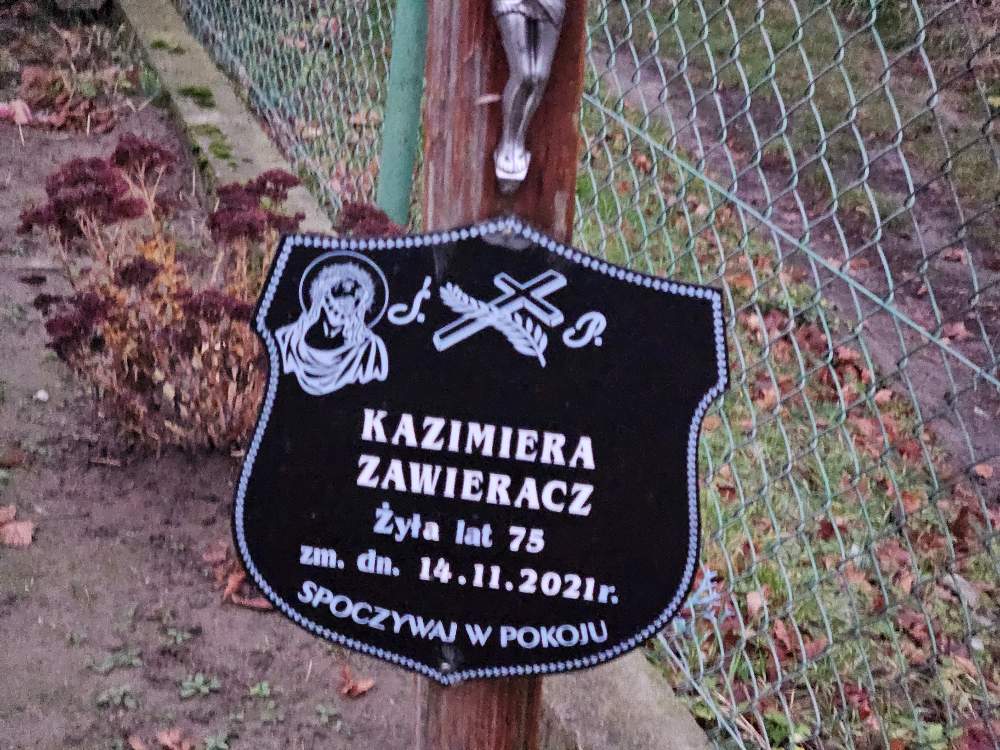 Ś. P.
KAZIMIERA
ZAWIERACZ
Żyła lat 75
zm. dn. 14.11.2021r.
SPOCZYWAJ W POKOJU